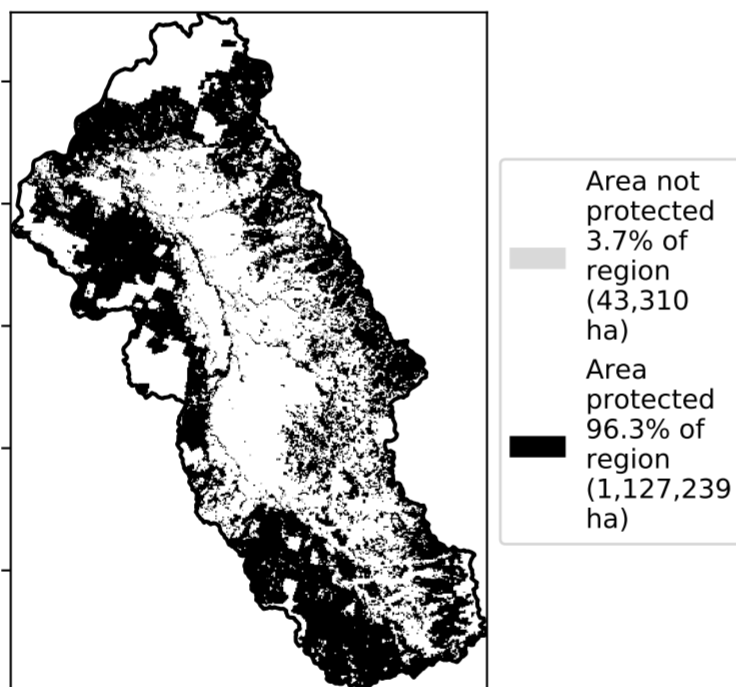 Area not
protected
3.7% of
region
(43,310
ha)
Area
protected
96.3% of
region
(1,127,239
ha)